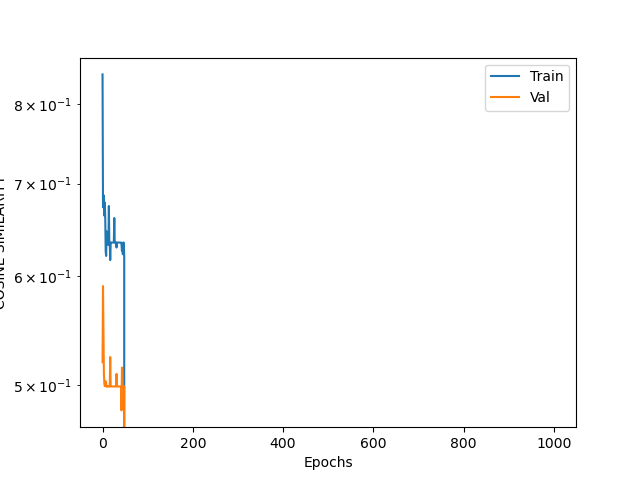 Train
Val
8 × 10⁻¹
7 × 10⁻¹
6 × 10⁻¹
5 × 10⁻¹
COSINE SIMILARITY
0 200 400 600 800 1000
Epochs